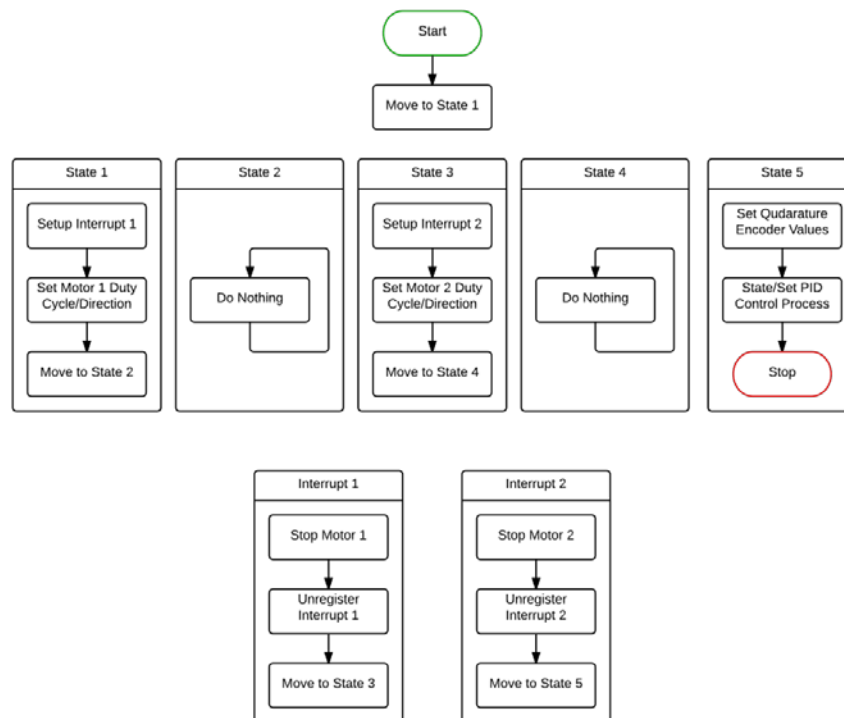 Start
Move to State 1
State 1
Setup Interrupt 1
Set Motor 1 Duty
Cycle/Direction
Move to State 2
State 2
Do Nothing
State 3
Setup Interrupt 2
Set Motor 2 Duty
Cycle/Direction
Move to State 4
State 4
Do Nothing
State 5
Set Qudarature
Encoder Values
State/Set PID
Control Process
Stop
Interrupt 1
Stop Motor 1
Unregister
Interrupt 1
Move to State 3
Interrupt 2
Stop Motor 2
Unregister
Interrupt 2
Move to State 5